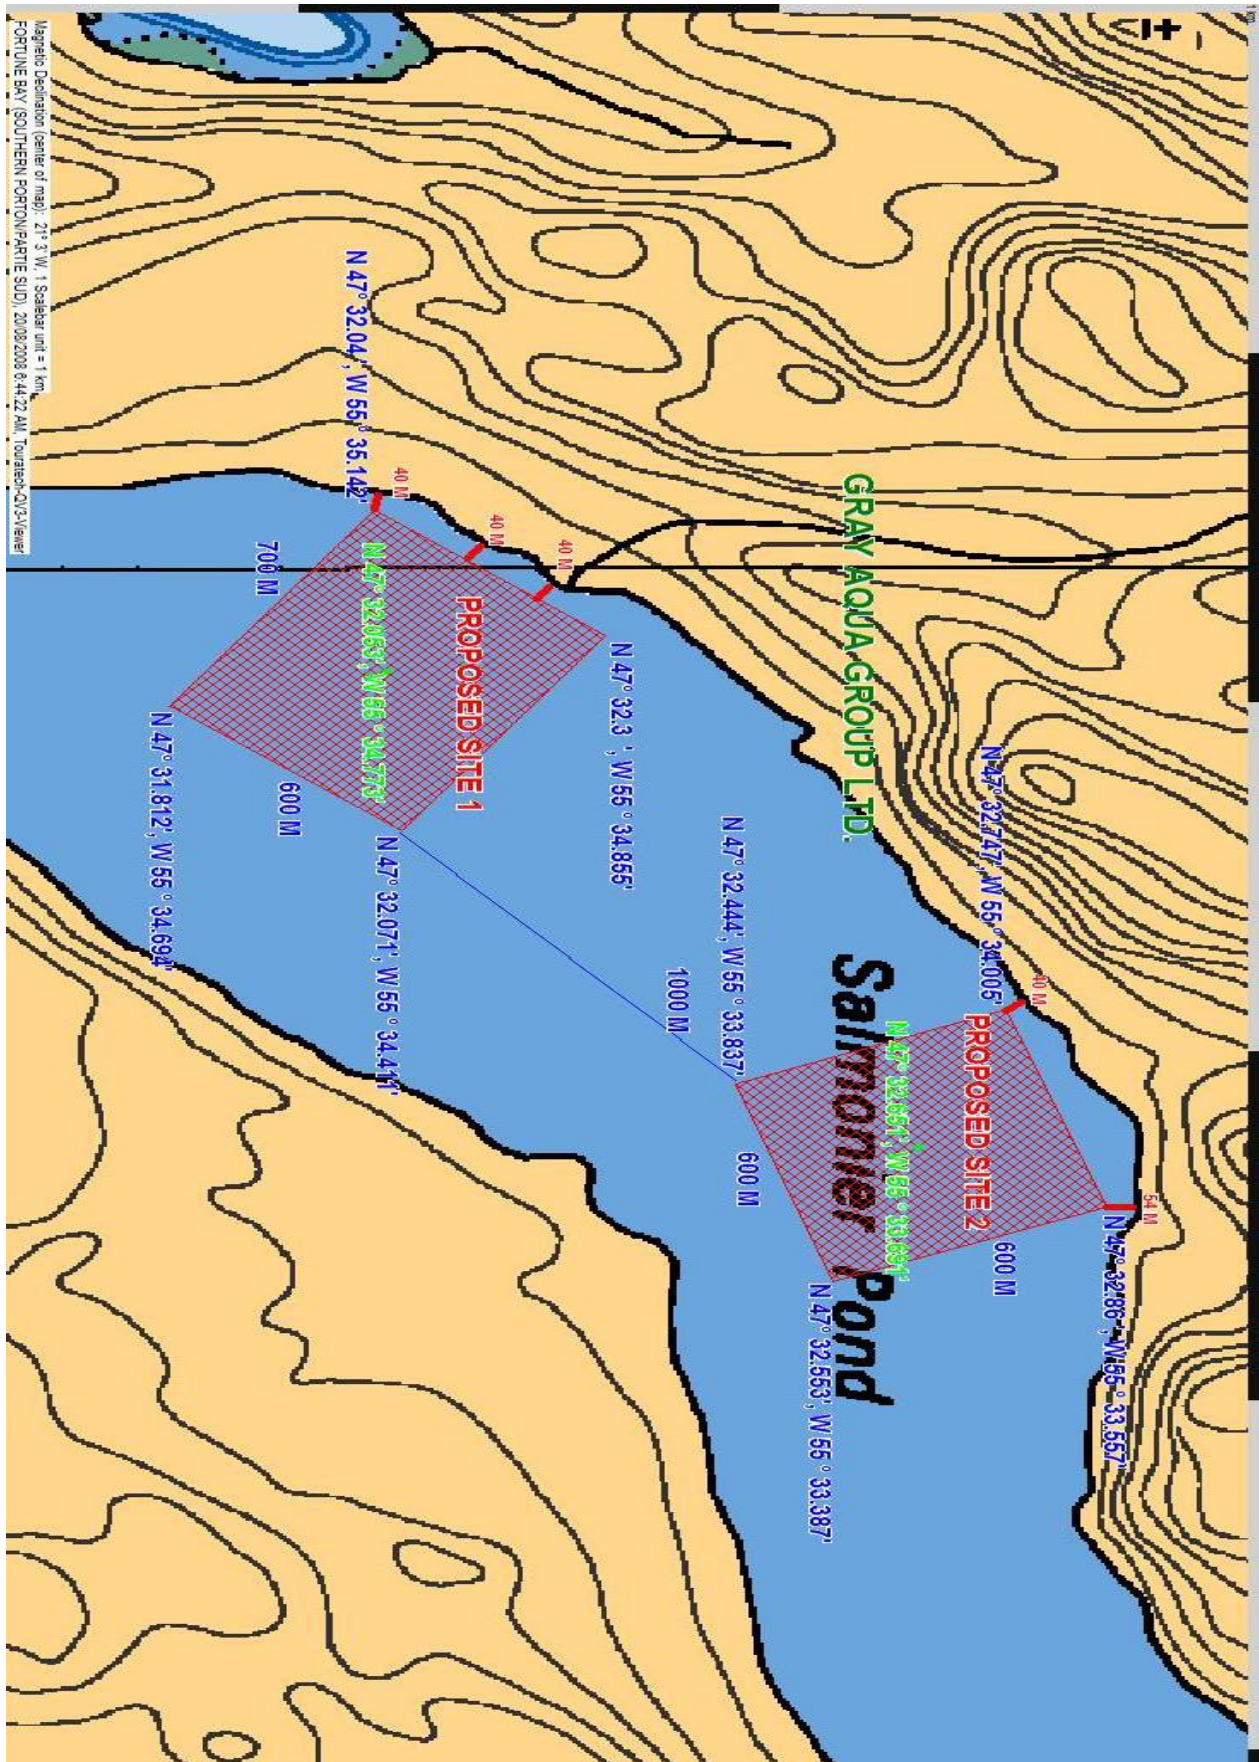 GRAY AQUA GROUP LTD.
Salmonier Pond
N 47° 32.747', W 55 ° 34.005'
40 M
PROPOSED SITE 2
N 47° 32.651', W 55 ° 33.691'
54 M
N 47° 32.86 ', W 55 ° 33.557'
600 M
N 47° 32.444', W 55 ° 33.837'
600 M
N 47° 32.553', W 55 ° 33.387'
1000 M
N 47° 32.3 ', W 55 ° 34.855'
40 M
40 M
40 M
PROPOSED SITE 1
N 47° 32.04 ', W 55 ° 35.142'
N 47° 32.053', W 55 ° 34.773'
N 47° 32.071', W 55 ° 34.411'
700 M
600 M
N 47° 31.812', W 55 ° 34.694'
Magnetic Declination (center of map): 21° 3' W, 1 Scalebar unit = 1 km,
FORTUNE BAY (SOUTHERN PORTON/PARTIE SUD), 20/08/2008 6:44:22 AM, Touratech-QV3-Viewer